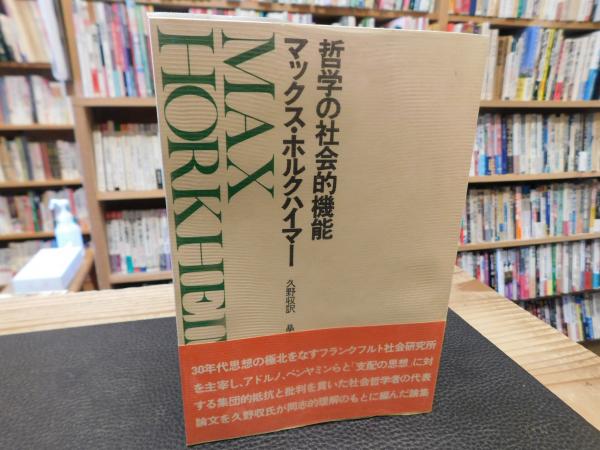 哲学の社会的機能
マックス・ホルクハイマー
久野収訳
MAX
HORKHEI
30年代思想の極北をなすフランクフルト社会研究所
を主宰し、アドルノ、ベンヤミンらと「支配の思想」に対
する集団的抵抗と批判を貫いた社会哲学者の代表
論文を久野収氏が同志的理解のもとに編んだ論集